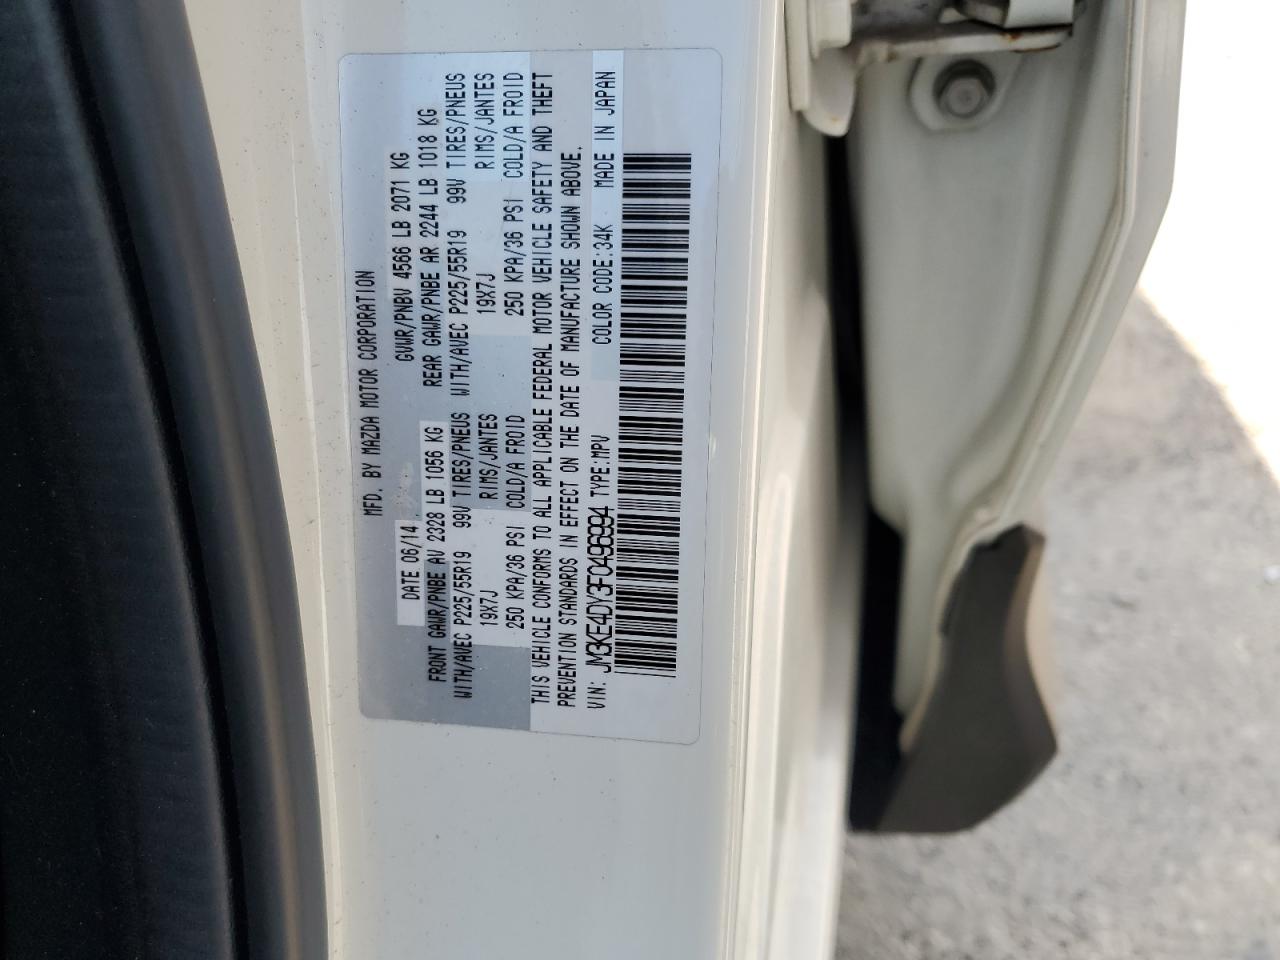 MFD. BY MAZDA MOTOR CORPORATION
DATE 06/14 GVWR/PNBV 4566 LB 2071 KG
FRONT GAWR/PNBE AV 2328 LB 1056 KG REAR GAWR/PNBE AR 2244 LB 1018 KG
WITH/AVEC P225/55R19 99V TIRES/PNEUS WITH/AVEC P225/55R19 99V TIRES/PNEUS
19X7J RIMS/JANTES 19X7J RIMS/JANTES
250 KPA/36 PSI COLD/A FROID 250 KPA/36 PSI COLD/A FROID
THIS VEHICLE CONFORMS TO ALL APPLICABLE FEDERAL MOTOR VEHICLE SAFETY AND THEFT
PREVENTION STANDARDS IN EFFECT ON THE DATE OF MANUFACTURE SHOWN ABOVE.
VIN: JM3KE4DY3F0496994 TYPE:MPV COLOR CODE:34K MADE IN JAPAN